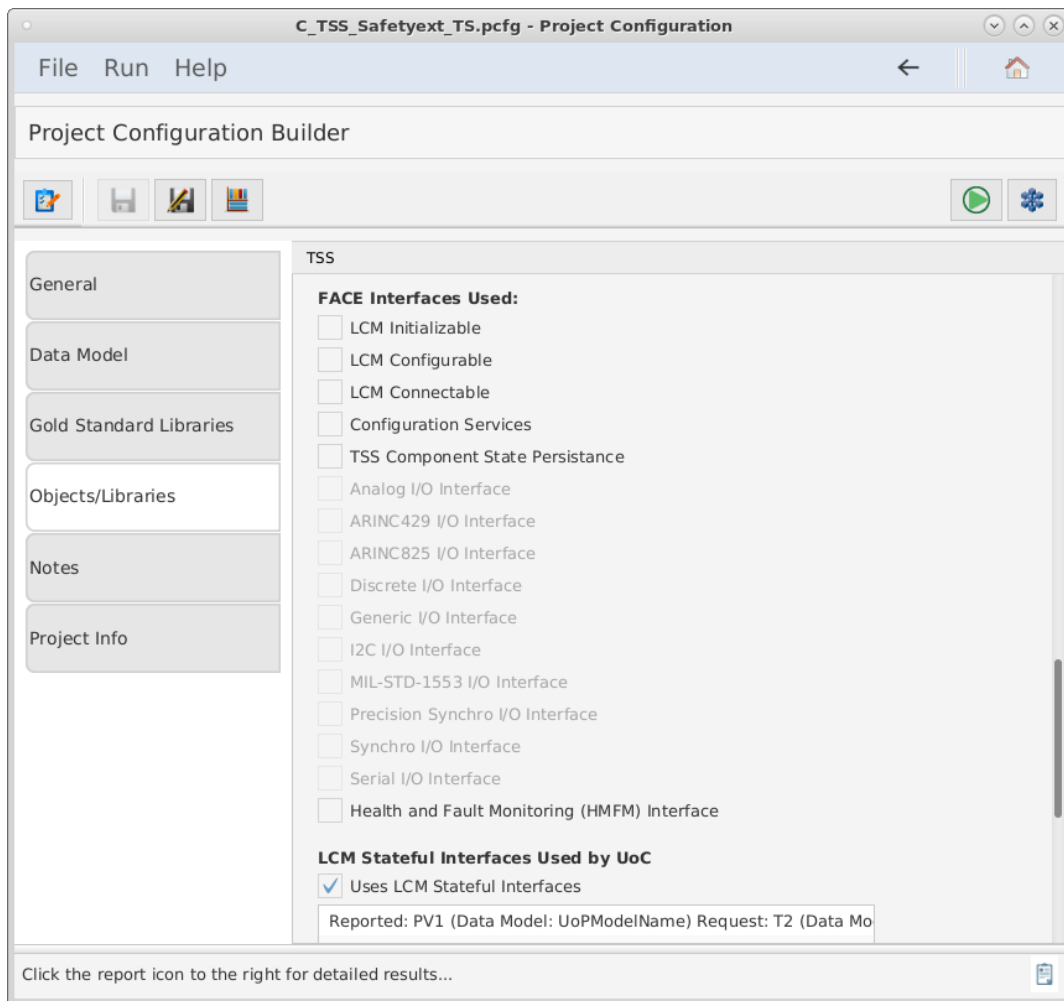 C_TSS_Safetyext_TS.pcfg - Project Configuration
File Run Help
Project Configuration Builder
General
Data Model
Gold Standard Libraries
Objects/Libraries
Notes
Project Info
TSS
FACE Interfaces Used:
LCM Initializable
LCM Configurable
LCM Connectable
Configuration Services
TSS Component State Persistance
Analog I/O Interface
ARINC429 I/O Interface
ARINC825 I/O Interface
Discrete I/O Interface
Generic I/O Interface
I2C I/O Interface
MIL-STD-1553 I/O Interface
Precision Synchro I/O Interface
Synchro I/O Interface
Serial I/O Interface
Health and Fault Monitoring (HMFM) Interface
LCM Stateful Interfaces Used by UoC
Uses LCM Stateful Interfaces
Reported: PV1 (Data Model: UoPModelName) Request: T2 (Data Mo
Click the report icon to the right for detailed results...